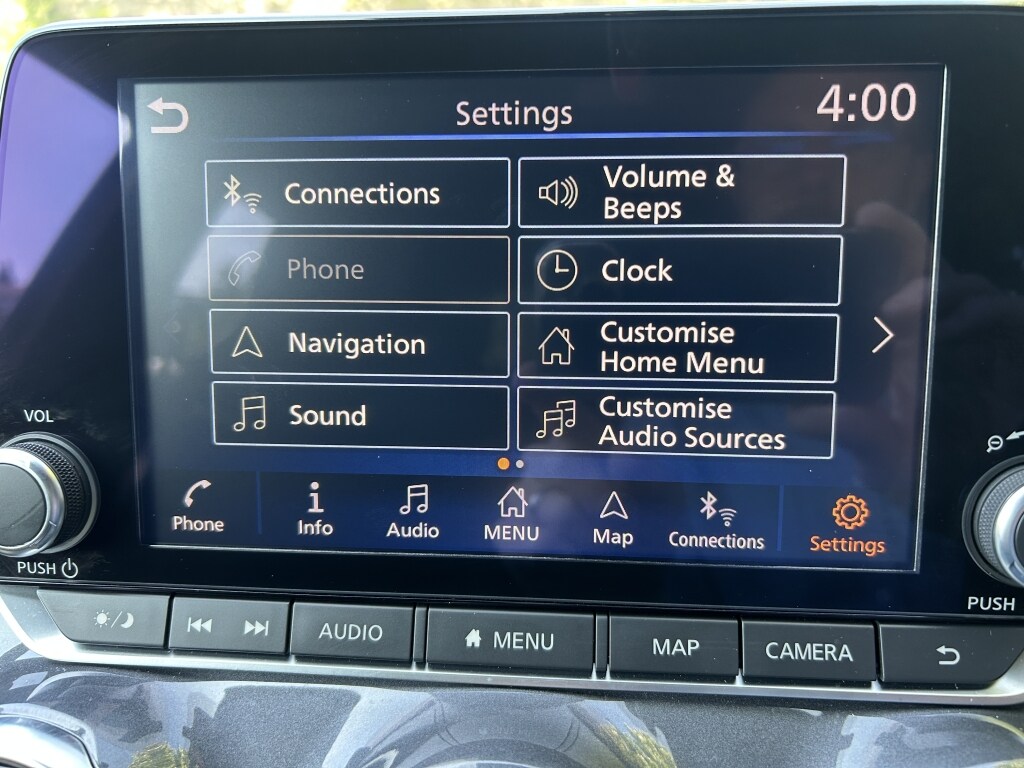 Settings
4:00
Connections
Volume &
Beeps
Phone
Clock
Navigation
Customise
Home Menu
Sound
Customise
Audio Sources
Phone
Info
Audio
MENU
Map
Connections
Settings
VOL
PUSH
PUSH
AUDIO
MENU
MAP
CAMERA